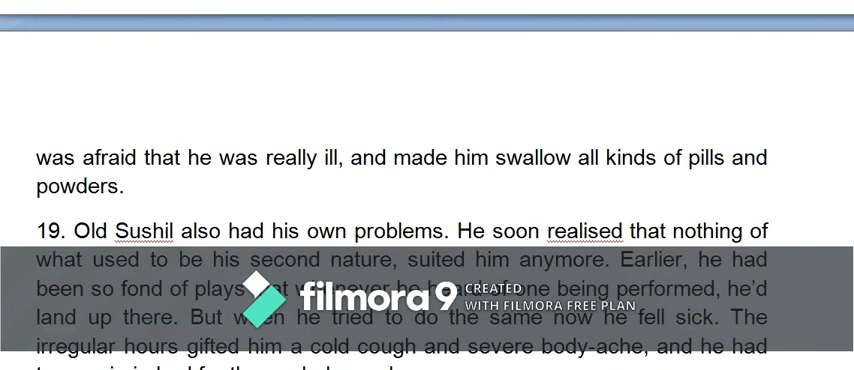 was afraid that he was really ill, and made him swallow all kinds of pills and
powders.
19. Old Sushil also had his own problems. He soon realised that nothing of
what used to be his second nature, suited him anymore. Earlier, he had
been so fond of plays one being performed, he'd
land up there. But when he tried to do the same now he fell sick. The
irregular hours gifted him a cold cough and severe body-ache, and he had
filmora 9 CREATED
WITH FILMORA FREE PLAN